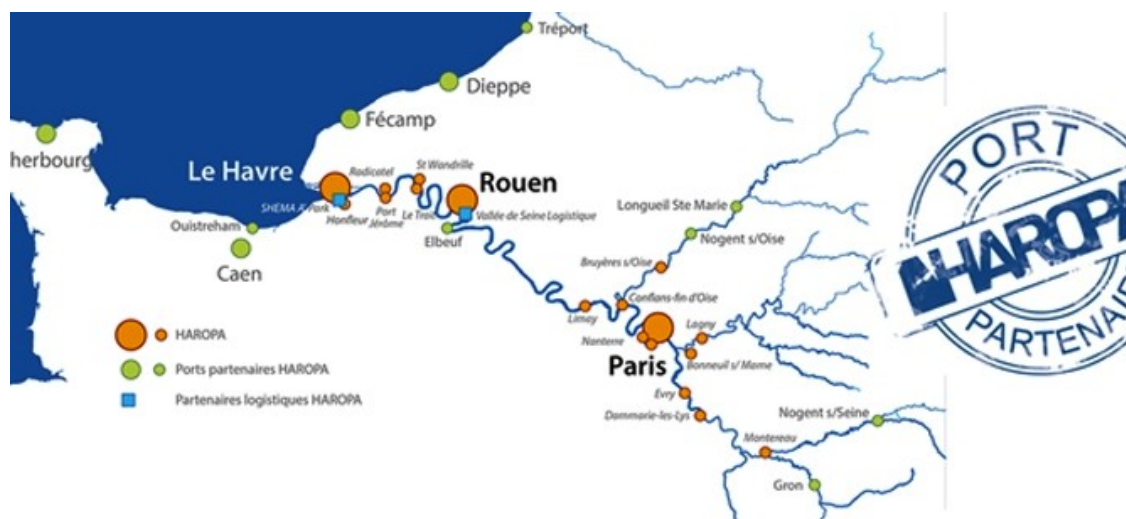 Tréport
Dieppe
Fécamp
herbourg
Le Havre
Radicatel
St Wandrille
Rouen
SHEMA
Park
Honfleur
Port
Jérôme
Le Trait
Vallée de Seine Logistique
Ouistreham
Elbeuf
Caen
Longueil Ste Marie
Nogent s/Oise
Bruyères s/Oise
Conflans-fin d'Oise
Limay
Nanterre
Lagny
Paris
Bonneuil s/ Marne
Evry
Dammarie-les-Lys
Nogent s/Seine
Montereau
Gron
HAROPA
Ports partenaires HAROPA
Partenaires logistiques HAROPA
PORT
HAROPA
PARTENAI